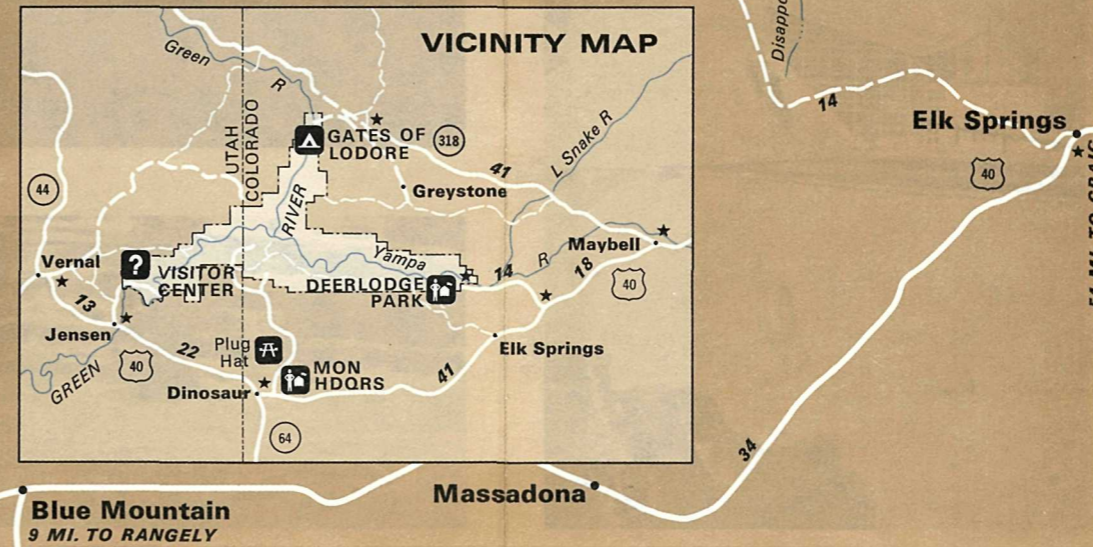 VICINITY MAP
Green
R
UTAH
COLORADO
GATES OF
LODORE
318
41
L Snake R
44
Greystone
RIVER
Maybell
Vernal
?
VISITOR
CENTER
Yampa
R
14
18
40
DEERLODGE
PARK
13
Jensen
40
22
GREEN
Plug
Hat
MON
HDQRS
Dinosaur
41
Elk Springs
64
Disappo
14
Elk Springs
40
34
Massadona
Blue Mountain
9 MI. TO RANGELY